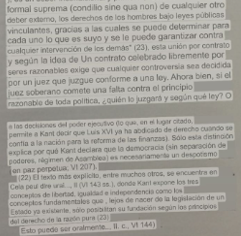 formal suprema (condilio sine qua non) de cualquier otro
deber externo, los derechos de los hombres bajo leyes públicas
vinculantes, gracias a las cuales se puede determinar para
cada uno lo que es suyo y se le puede garantizar contra
cualquier intervención de los demás" (23), esta unión por contrato
y según la idea de Un contrato celebrado libremente por
seres razonables exige que cualquier controversia sea decidida
por un juez que juzgue conforme a una ley. Ahora bien, si el
juez soberano comete una falta contra el principio
razonable de toda política, ¿quién lo juzgará y según qué ley? O
a las decisiones del poder ejecutivo (lo que, en el lugar citado,
permite a Kant decir que Luis XVI ya ha abdicado de derecho cuando se
confía a la nación para la reforma de las finanzas). Sólo esta distinción
explica por qué Kant declara que la democracia (sin separación de
poderes, régimen de Asamblea) es necesariamente un despotismo
en paz perpetua, VI 207).
(22) El texto más explícito, entre muchos otros, se encuentra en
Cela peut dire vrai..., II (VI 143 ss.), donde Kant expone los tres
conceptos de libertad, igualdad e independencia como los
conceptos fundamentales que, lejos de nacer de la legislación de un
Estado ya existente, sólo posibilitan su fundación según los principios
del derecho de la razón pura (23)
Esto puede ser oralmente... II. c., VI 144)